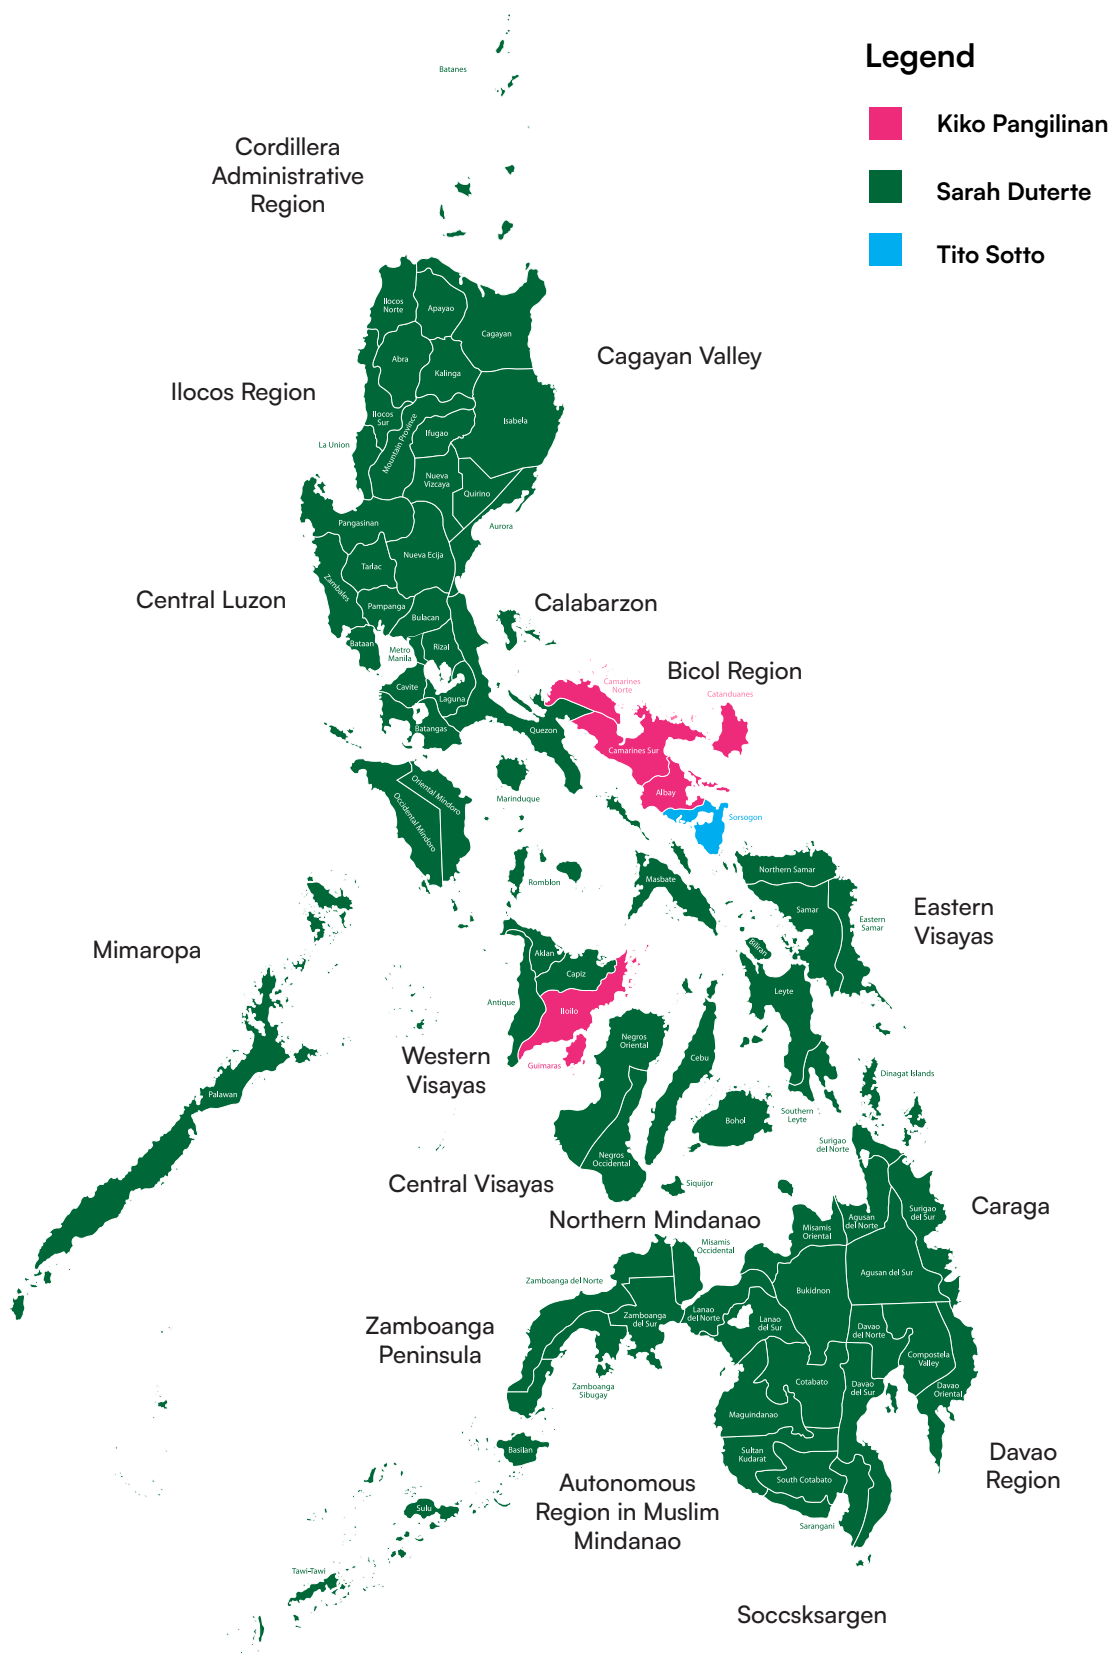 Legend
Kiko Pangilinan
Sarah Duterte
Tito Sotto
Batanes
Cordillera
Administrative
Region
Ilocos
Norte
Apayao
Cagayan
Abra
Kalinga
Cagayan Valley
Ilocos Region
Ilocos
Sur
Mountain Province
Ifugao
Isabela
La Union
Nueva
Vizcaya
Quirino
Pangasinan
Aurora
Nueva Ecija
Tarlac
Zambales
Central Luzon
Pampanga
Bulacan
Calabarzon
Bataan
Metro
Manila
Rizal
Bicol Region
Cavite
Laguna
Camarines
Norte
Catanduanes
Batangas
Quezon
Camarines Sur
Oriental Mindoro
Occidental Mindoro
Marinduque
Albay
Sorsogon
Romblon
Masbate
Northern Samar
Samar
Eastern
Samar
Eastern
Visayas
Mimaropa
Aklan
Capiz
Biliran
Leyte
Antique
Iloilo
Negros
Oriental
Cebu
Western
Visayas
Guimaras
Dinagat Islands
Palawan
Bohol
Southern
Leyte
Surigao
del Norte
Negros
Occidental
Central Visayas
Siquijor
Northern Mindanao
Caraga
Misamis
Oriental
Agusan
del Norte
Surigao
del Sur
Misamis
Occidental
Zamboanga del Norte
Agusan del Sur
Bukidnon
Zamboanga
Peninsula
Zamboanga
del Sur
Lanao
del Norte
Lanao
del Sur
Davao
del Norte
Compostela
Valley
Zamboanga
Sibugay
Cotabato
Davao
del Sur
Davao
Oriental
Maguindanao
Basilan
Sultan
Kudarat
South Cotabato
Davao
Region
Autonomous
Region in Muslim
Mindanao
Sulu
Sarangani
Tawi-Tawi
Soccsksargen